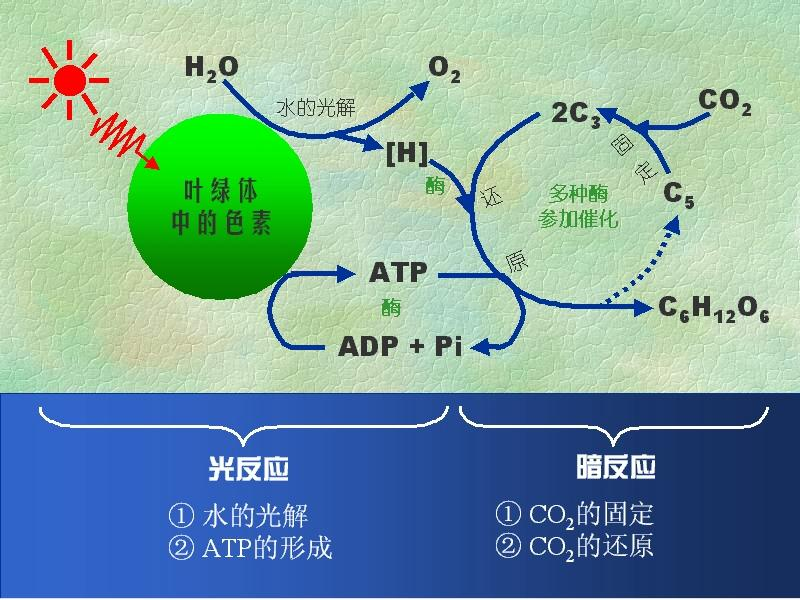 H₂O
O₂
水的光解
2C₃
CO₂
固
定
[H]
酶
还
多种酶
参加催化
C₅
叶绿体
中的色素
原
ATP
酶
C₆H₁₂O₆
ADP + Pi
光反应
暗反应
① 水的光解
② ATP的形成
① CO₂的固定
② CO₂的还原